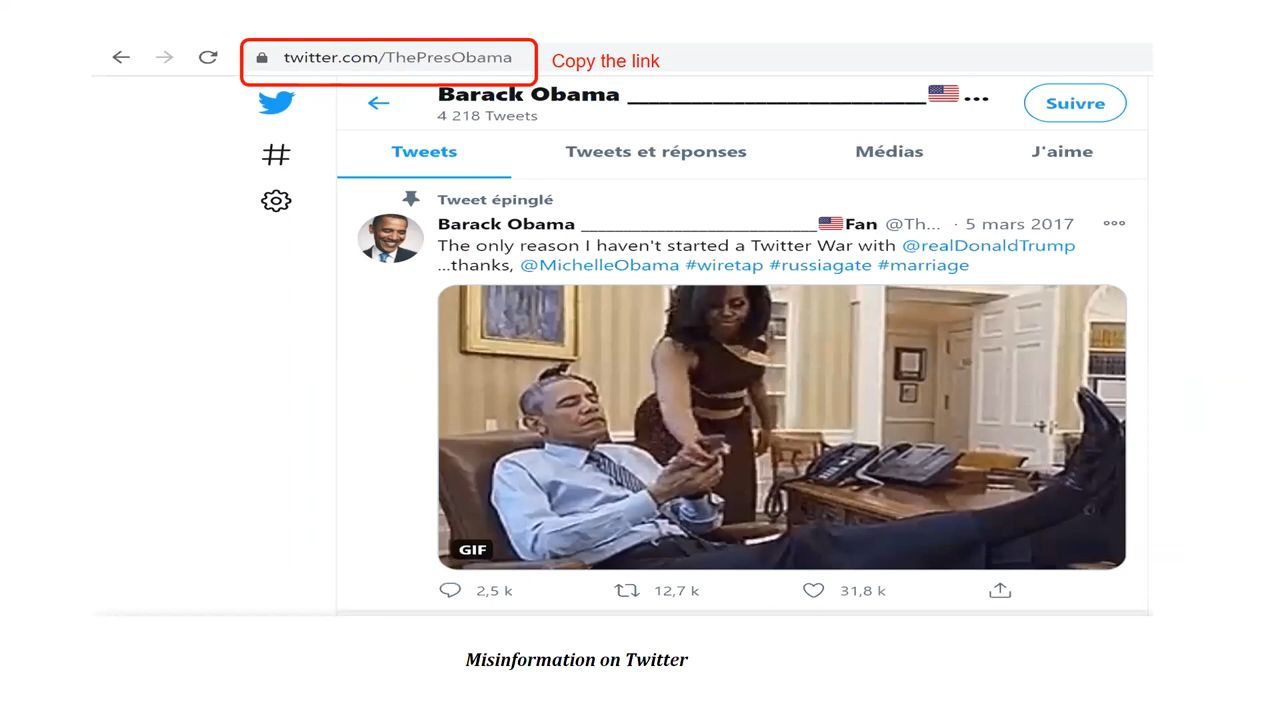 twitter.com/ThePresObama Copy the link
Barack Obama ___________________________ ...
4 218 Tweets
Suivre
Tweets Tweets et réponses Médias J'aime
Tweet épinglé
Barack Obama ___________________________ Fan @Th... · 5 mars 2017
The only reason I haven't started a Twitter War with @realDonaldTrump
...thanks, @MichelleObama #wiretap #russiagate #marriage
GIF
2,5 k 12,7 k 31,8 k
Misinformation on Twitter